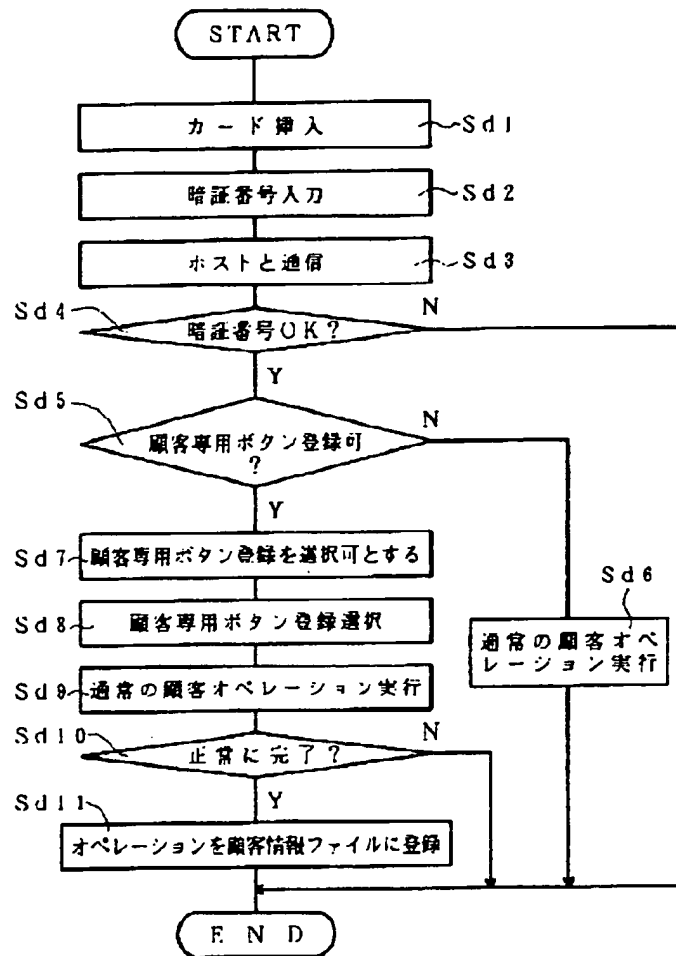 START
カード挿入
Sd1
暗証番号入力
Sd2
ホストと通信
Sd3
Sd4
暗証番号OK?
N
Y
Sd5
顧客専用ボタン登録可
?
N
Y
Sd7
顧客専用ボタン登録を選択可とする
Sd6
Sd8
顧客専用ボタン登録選択
通常の顧客オペ
レーション実行
Sd9
通常の顧客オペレーション実行
Sd10
正常に完了?
N
Y
Sd11
オペレーションを顧客情報ファイルに登録
END